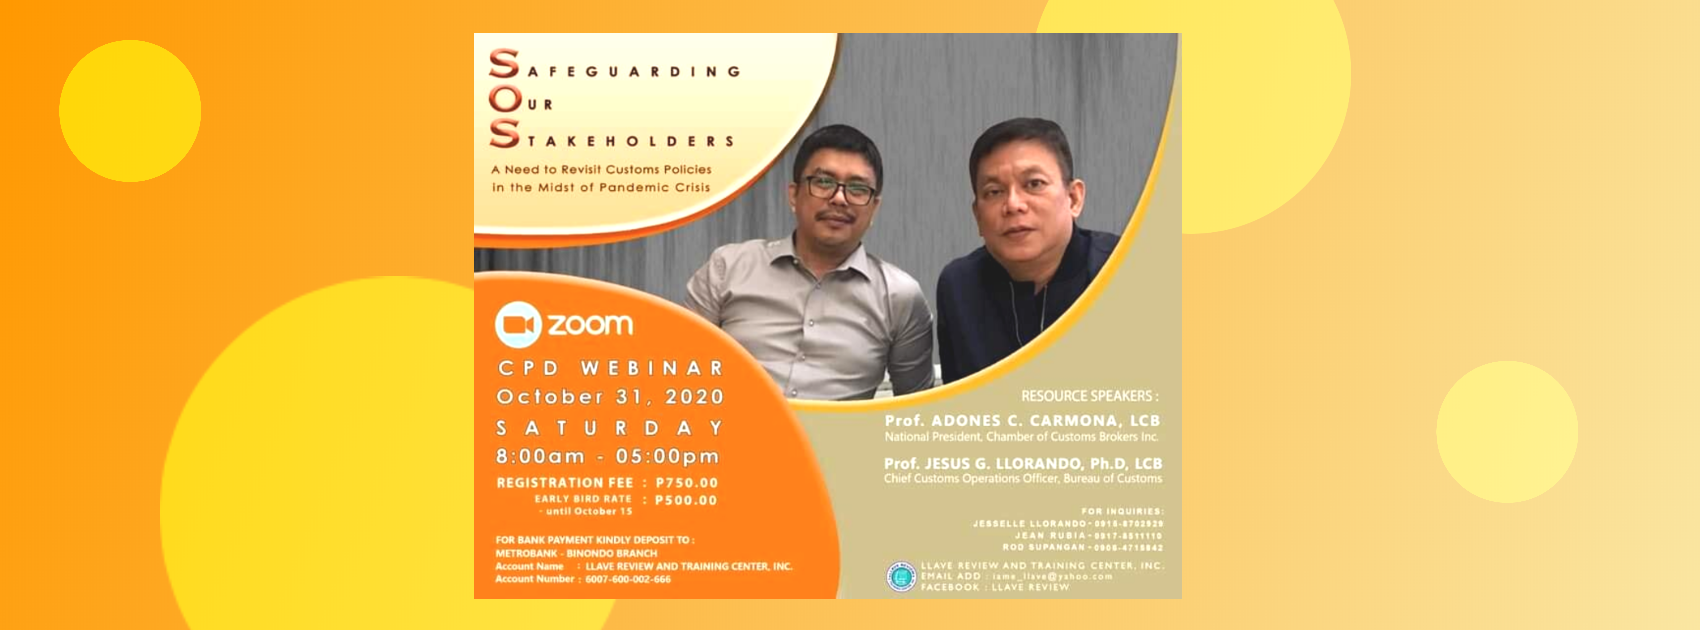 SAFEGUARDING
OUR
STAKEHOLDERS
A Need to Revisit Customs Policies
in the Midst of Pandemic Crisis
zoom
CPD WEBINAR
October 31, 2020
SATURDAY
8:00am - 05:00pm
REGISTRATION FEE : P750.00
EARLY BIRD RATE : P500.00
- until October 15
FOR BANK PAYMENT KINDLY DEPOSIT TO :
METROBANK - BINONDO BRANCH
Account Name : LLAVE REVIEW AND TRAINING CENTER, INC.
Account Number : 6007-600-002-666
RESOURCE SPEAKERS :
Prof. ADONES C. CARMONA, LCB
National President, Chamber of Customs Brokers Inc.
Prof. JESUS G. LLORANDO, Ph.D, LCB
Chief Customs Operations Officer, Bureau of Customs
FOR INQUIRIES:
JESSELLE LLORANDO-
JEAN RUBIA-
ROD SUPANGAN-
LLAVE REVIEW AND TRAINING CENTER, INC.
EMAIL ADD : iame_llave@yahoo.com
FACEBOOK : LLAVE REVIEW